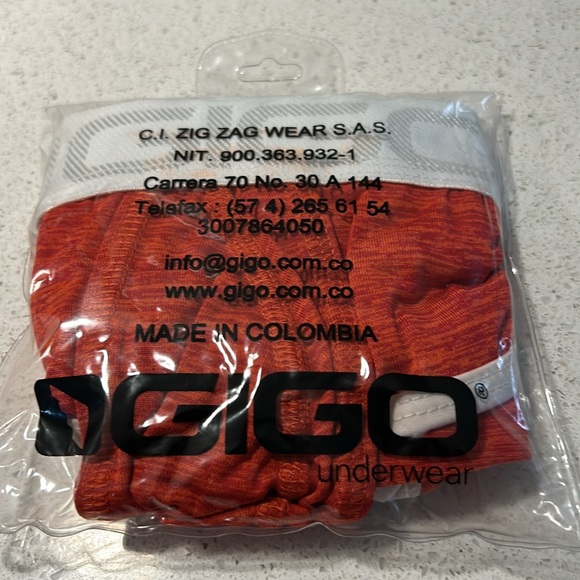 GIGO
C.I. ZIG ZAG WEAR S.A.S.
NIT. 900.363.932-1
Carrera 70 No. 30 A 144
Telefax : (57 4) 265 61 54
3007864050
info@gigo.com.co
www.gigo.com.co
MADE IN COLOMBIA
GIGO®
underwear